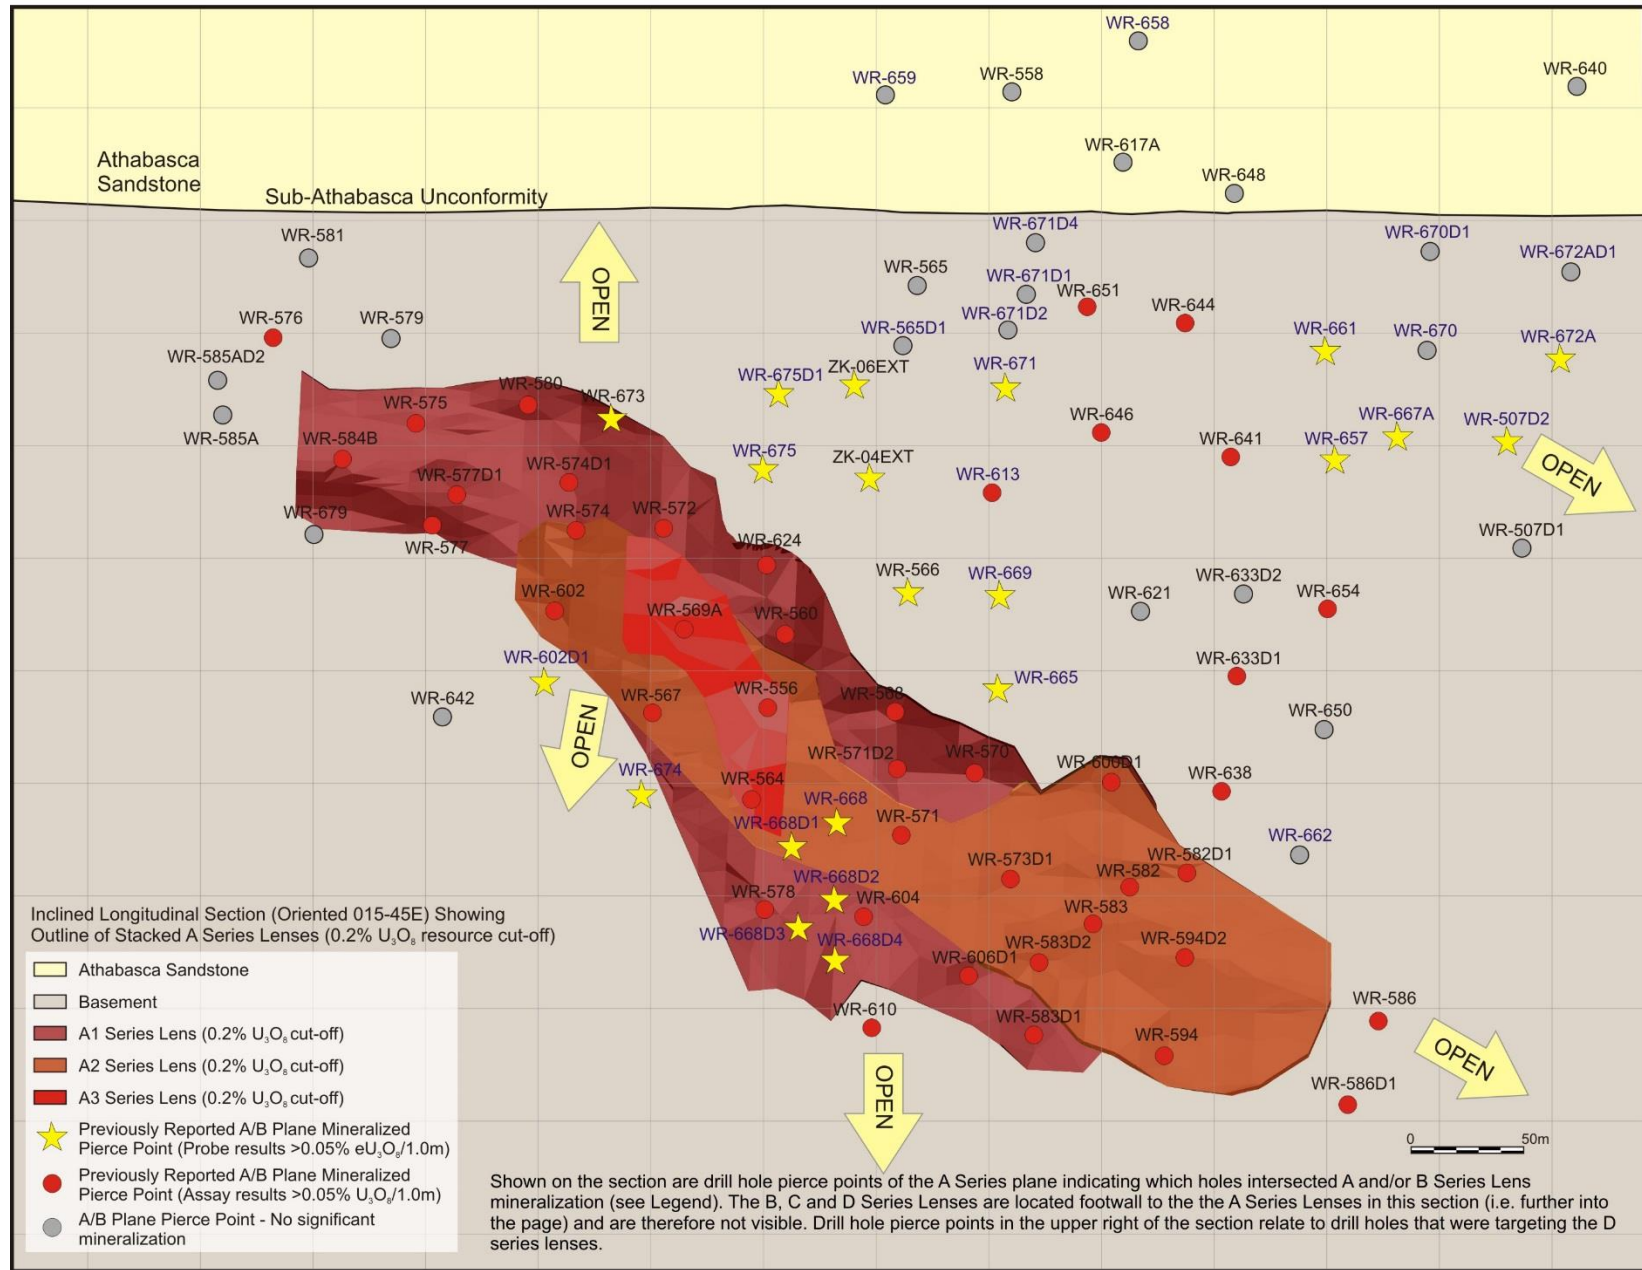 WR-658
WR-640
WR-659
WR-558
WR-617A
WR-648
Athabasca
Sandstone
Sub-Athabasca Unconformity
WR-581
OPEN
WR-671D4
WR-670D1
WR-672AD1
WR-565
WR-671D1
WR-651
WR-644
WR-576
WR-579
WR-671D2
WR-565D1
WR-661
WR-670
WR-672A
WR-585AD2
WR-675D1
ZK-06EXT
WR-671
WR-580
WR-673
WR-575
WR-585A
WR-646
WR-667A
WR-507D2
WR-584B
WR-641
WR-657
WR-675
ZK-04EXT
OPEN
WR-577D1
WR-574D1
WR-613
WR-679
WR-574
WR-572
WR-507D1
WR-577
WR-624
WR-566
WR-669
WR-633D2
WR-602
WR-569A
WR-560
WR-621
WR-654
WR-602D1
WR-633D1
WR-665
WR-642
WR-567
WR-556
WR-568
WR-650
OPEN
WR-571D2
WR-570
WR-600D1
WR-674
WR-564
WR-638
WR-668
WR-668D1
WR-571
WR-662
WR-573D1
WR-582D1
WR-582
WR-668D2
WR-578
WR-604
WR-583
WR-668D3
WR-668D4
WR-583D2
WR-594D2
WR-606D1
WR-610
WR-583D1
WR-586
WR-594
OPEN
OPEN
WR-586D1
Inclined Longitudinal Section (Oriented 015-45E) Showing
Outline of Stacked A Series Lenses (0.2% U₃O₈ resource cut-off)
Athabasca Sandstone
Basement
A1 Series Lens (0.2% U₃O₈ cut-off)
A2 Series Lens (0.2% U₃O₈ cut-off)
A3 Series Lens (0.2% U₃O₈ cut-off)
Previously Reported A/B Plane Mineralized
Pierce Point (Probe results >0.05% eU₃O₈/1.0m)
Previously Reported A/B Plane Mineralized
Pierce Point (Assay results >0.05% U₃O₈/1.0m)
A/B Plane Pierce Point - No significant
mineralization
0 50m
Shown on the section are drill hole pierce points of the A Series plane indicating which holes intersected A and/or B Series Lens
mineralization (see Legend). The B, C and D Series Lenses are located footwall to the the A Series Lenses in this section (i.e. further into
the page) and are therefore not visible. Drill hole pierce points in the upper right of the section relate to drill holes that were targeting the D
series lenses.